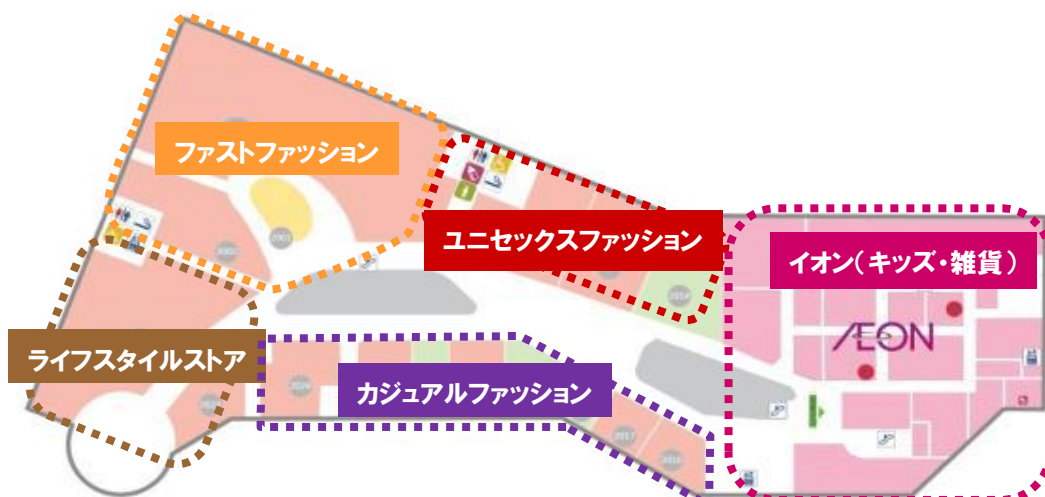 ファストファッション
ユニセックスファッション
イオン(キッズ・雑貨)
ÆON
ライフスタイルストア
カジュアルファッション